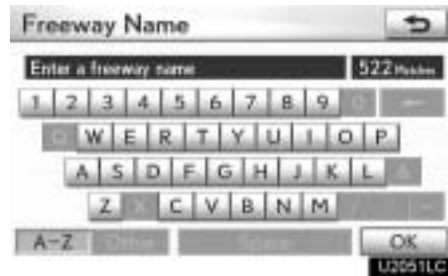 Freeway Name
Enter a freeway name 522 Matches
1 2 3 4 5 6 7 8 9 0
Q W E R T Y U I O P
A S D F G H J K L
Z X C V B N M
A-Z Other Space OK
U2051LC